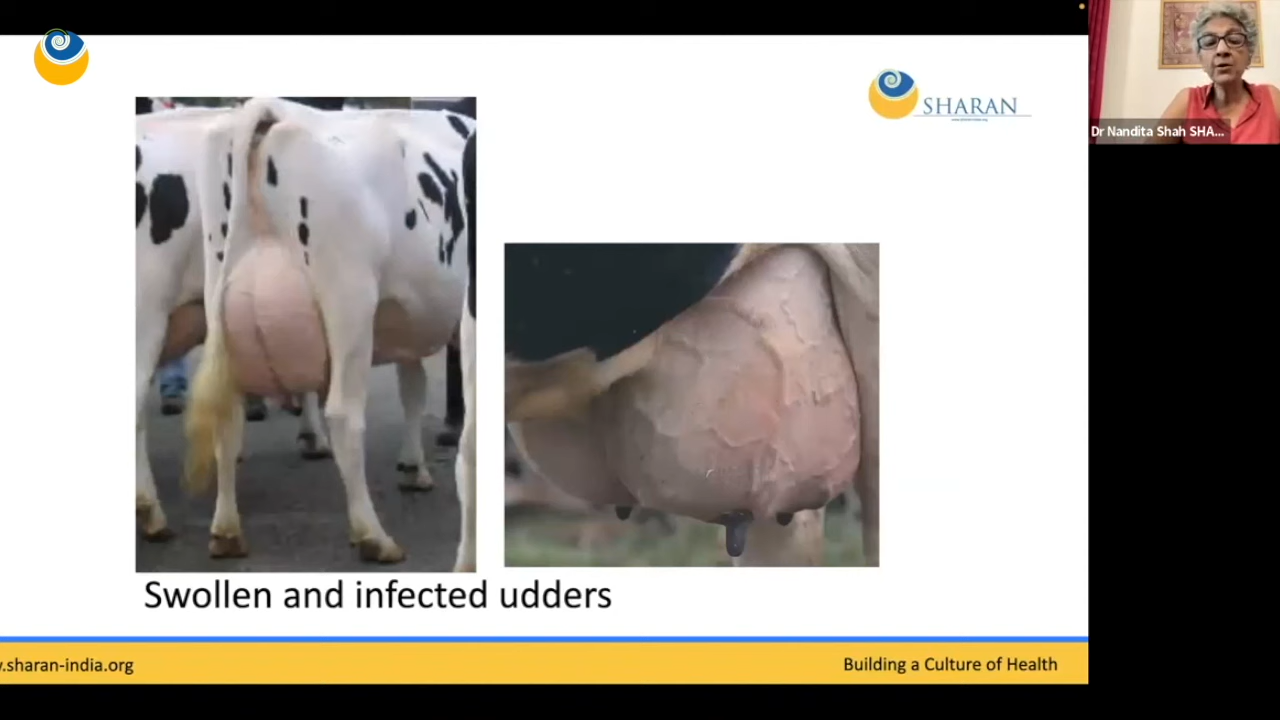 SHARAN
Dr Nandita Shah SHA...
Swollen and infected udders
.sharan-india.org
Building a Culture of Health